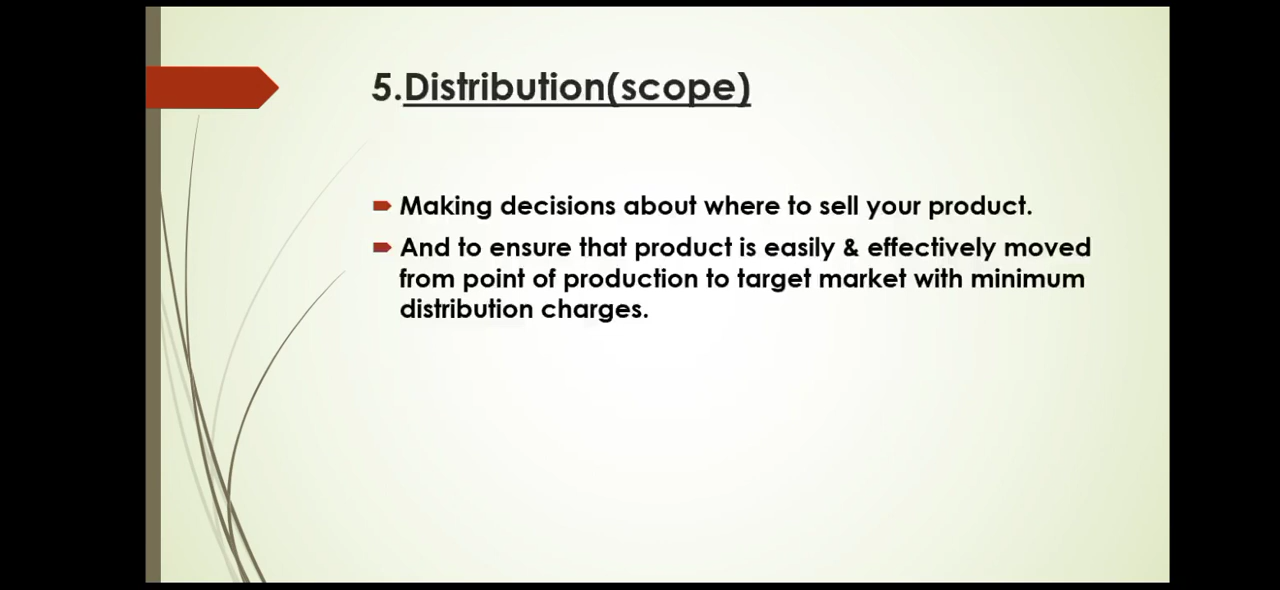 5.Distribution(scope)
Making decisions about where to sell your product.
And to ensure that product is easily & effectively moved
from point of production to target market with minimum
distribution charges.